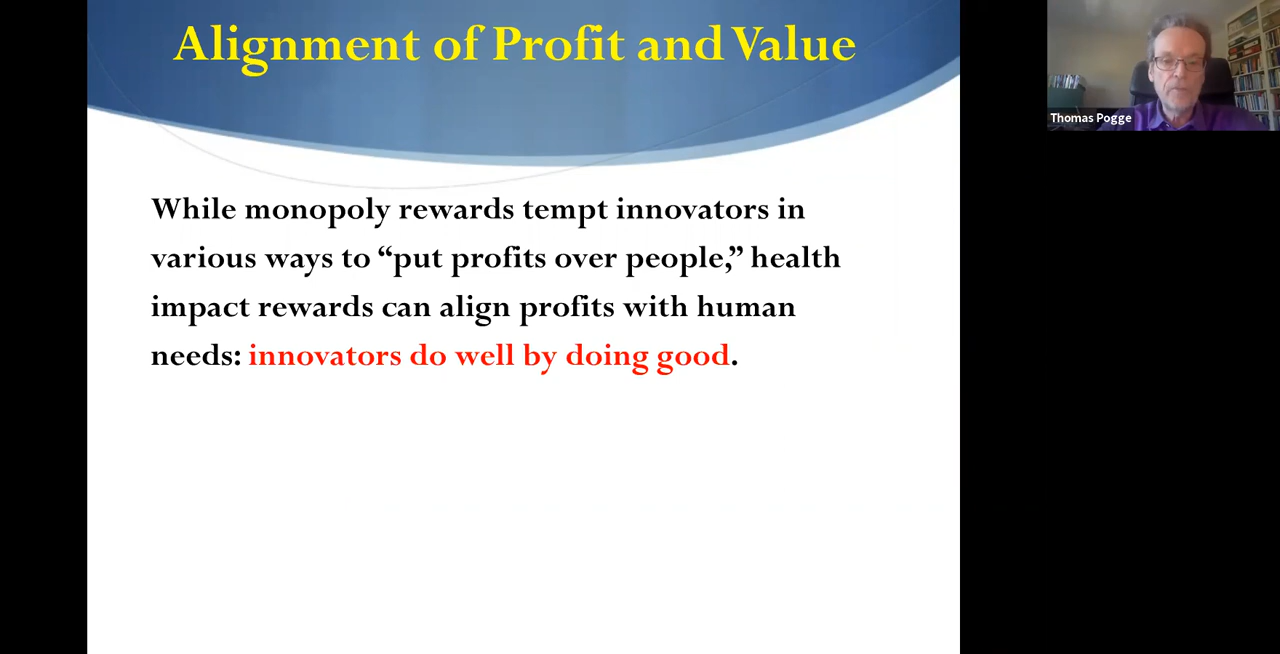 Alignment of Profit and Value
While monopoly rewards tempt innovators in
various ways to “put profits over people,” health
impact rewards can align profits with human
needs: innovators do well by doing good.
Thomas Pogge